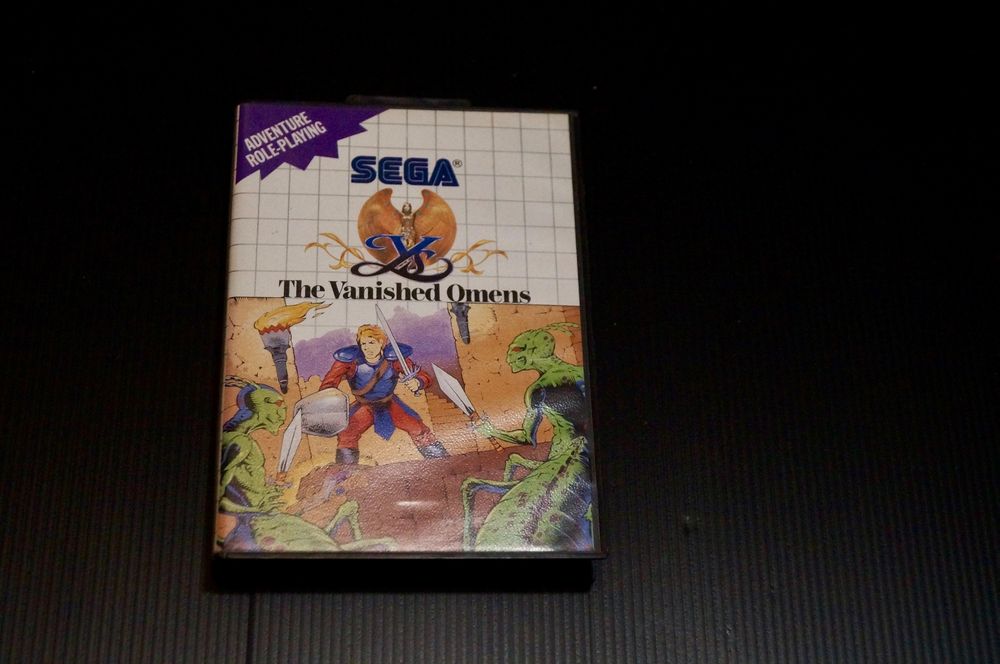 ADVENTURE
ROLE-PLAYING
SEGA®
Ys
The Vanished Omens